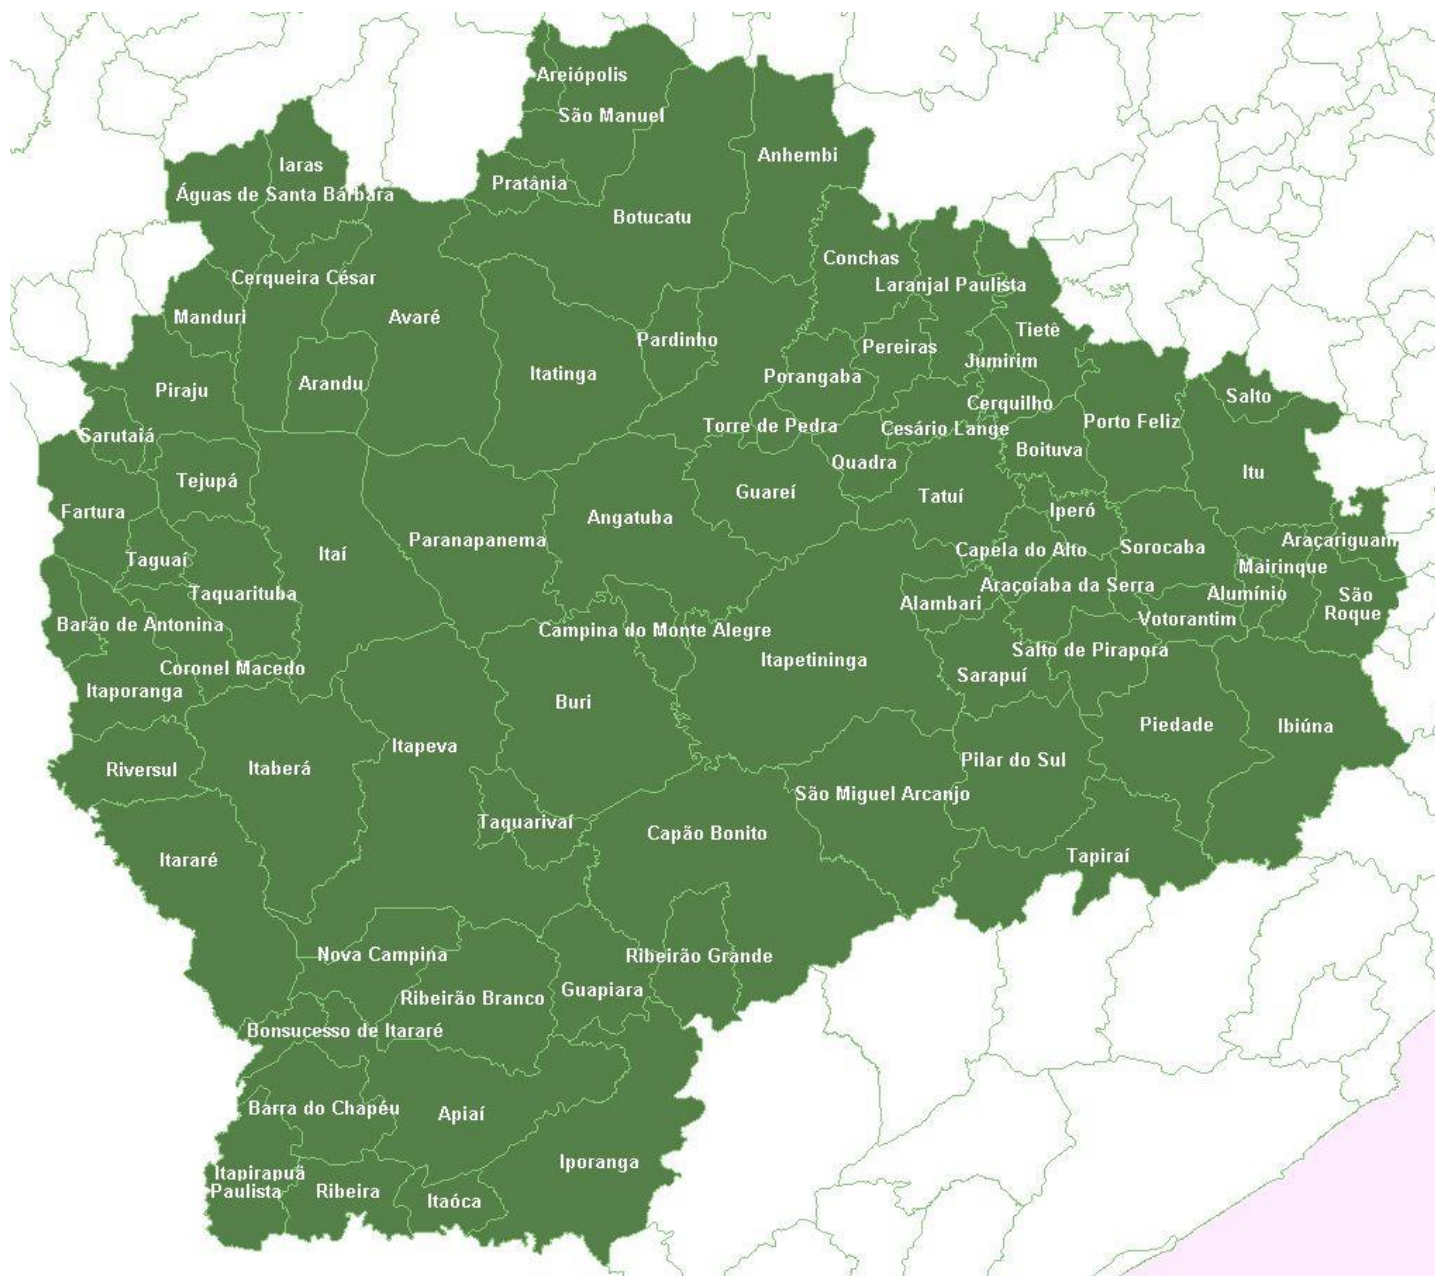 Areiópolis
São Manuel
Anhembi
Iaras
Pratânia
Águas de Santa Bárbara
Botucatu
Conchas
Cerqueira César
Laranjal Paulista
Manduri
Avaré
Tietê
Pardinho
Pereiras
Jumirim
Itatinga
Porangaba
Arandu
Piraju
Salto
Cerquilho
Porto Feliz
Torre de Pedra
Cesário Lange
Sarutaiá
Boituva
Quadra
Itu
Tejupá
Guareí
Tatuí
Fartura
Iperó
Angatuba
Paranapanema
Araçariguam
Sorocaba
Capela do Alto
Itaí
Taguaí
Mairinque
Araçoiaba da Serra
Taquarituba
Alumínio
São
Roque
Alambari
Votorantim
Barão de Antonina
Campina do Monte Alegre
Salto de Pirapora
Itapetininga
Coronel Macedo
Sarapuí
Itaporanga
Buri
Piedade
Ibiúna
Itapeva
Pilar do Sul
Riversul
Itaberá
São Miguel Arcanjo
Taquarivaí
Capão Bonito
Tapiraí
Itararé
Nova Campina
Ribeirão Grande
Guapiara
Ribeirão Branco
Bonsucesso de Itararé
Barra do Chapéu
Apiaí
Iporanga
Itapirapuã
Paulista
Ribeira
Itaóca